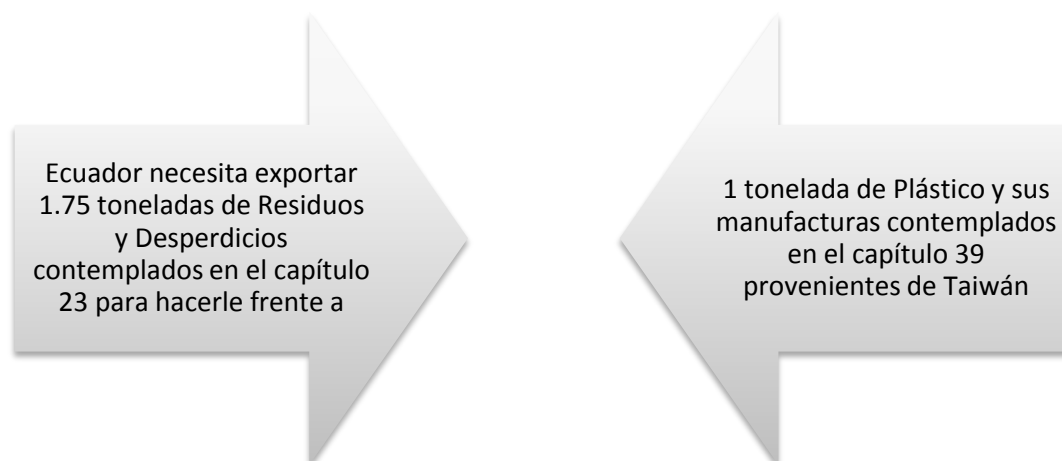 Ecuador necesita exportar
1.75 toneladas de Residuos
y Desperdicios
contemplados en el capítulo
23 para hacerle frente a
1 tonelada de Plástico y sus
manufacturas contemplados
en el capítulo 39
provenientes de Taiwán